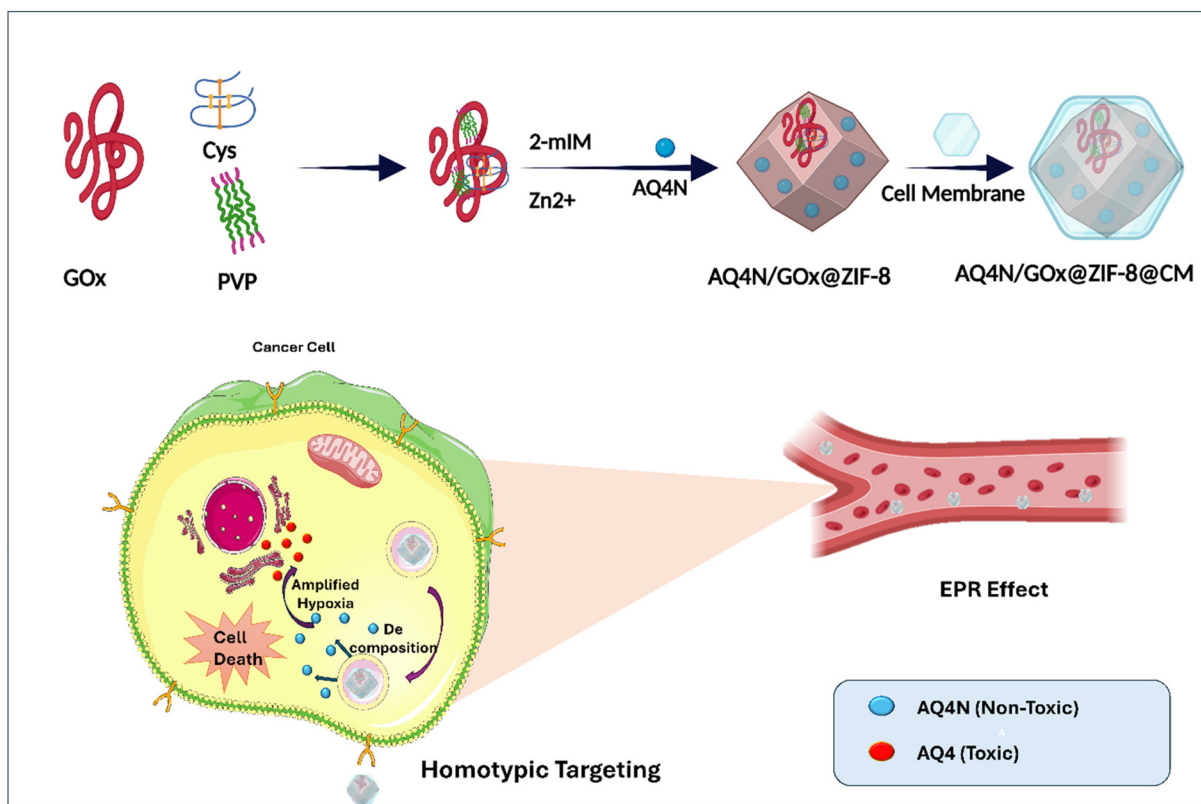 Cys
2-mIM
GOx
PVP
Zn2+
AQ4N
Cell Membrane
AQ4N/GOx@ZIF-8
AQ4N/GOx@ZIF-8@CM
Cancer Cell
Amplified
Hypoxia
De
composition
Cell
Death
EPR Effect
AQ4N (Non-Toxic)
A
AQ4 (Toxic)
Homotypic Targeting